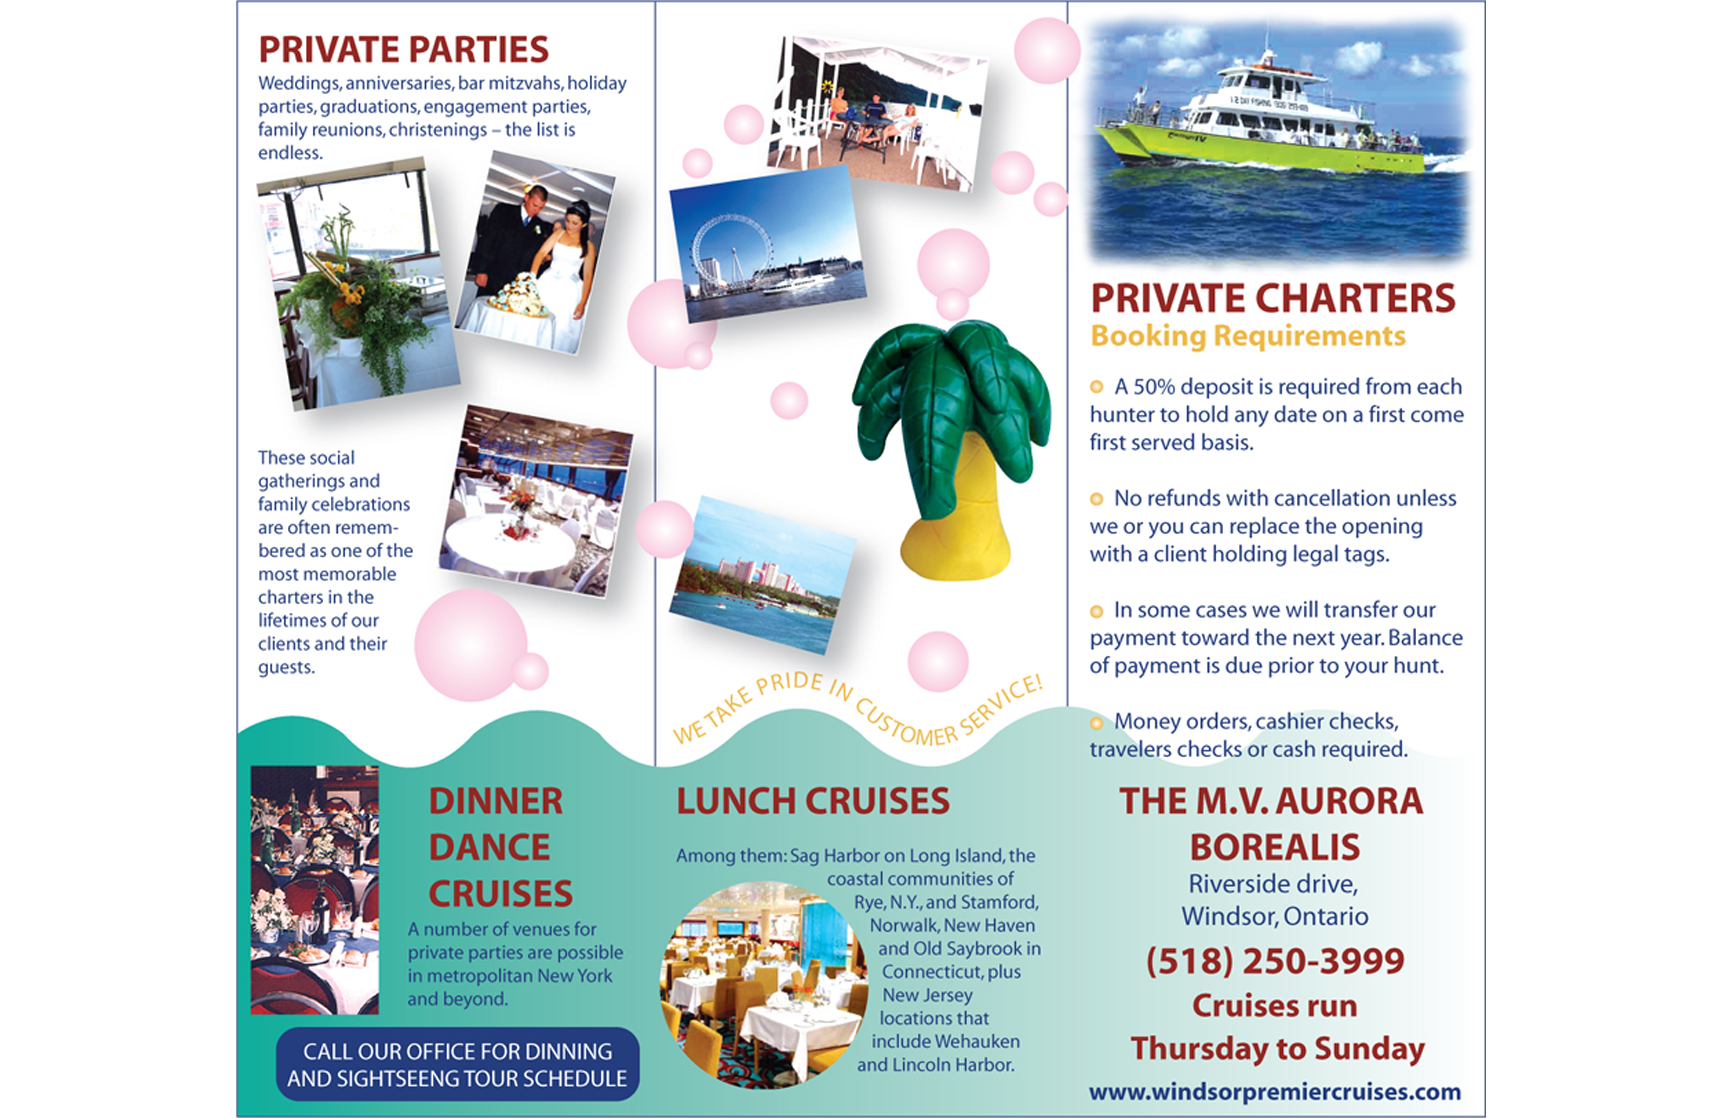 PRIVATE PARTIES
Weddings, anniversaries, bar mitzvahs, holiday
parties, graduations, engagement parties,
family reunions, christenings – the list is
endless.
These social
gatherings and
family celebrations
are often remem-
bered as one of the
most memorable
charters in the
lifetimes of our
clients and their
guests.
WE TAKE PRIDE IN CUSTOMER SERVICE!
PRIVATE CHARTERS
Booking Requirements
A 50% deposit is required from each
hunter to hold any date on a first come
first served basis.
No refunds with cancellation unless
we or you can replace the opening
with a client holding legal tags.
In some cases we will transfer our
payment toward the next year. Balance
of payment is due prior to your hunt.
Money orders, cashier checks,
travelers checks or cash required.
DINNER
DANCE
CRUISES
A number of venues for
private parties are possible
in metropolitan New York
and beyond.
CALL OUR OFFICE FOR DINNING
AND SIGHTSEENG TOUR SCHEDULE
LUNCH CRUISES
Among them: Sag Harbor on Long Island, the
coastal communities of
Rye, N.Y., and Stamford,
Norwalk, New Haven
and Old Saybrook in
Connecticut, plus
New Jersey
locations that
include Wehauken
and Lincoln Harbor.
THE M.V. AURORA
BOREALIS
Riverside drive,
Windsor, Ontario
(518) 250-3999
Cruises run
Thursday to Sunday
www.windsorpremiercruises.com